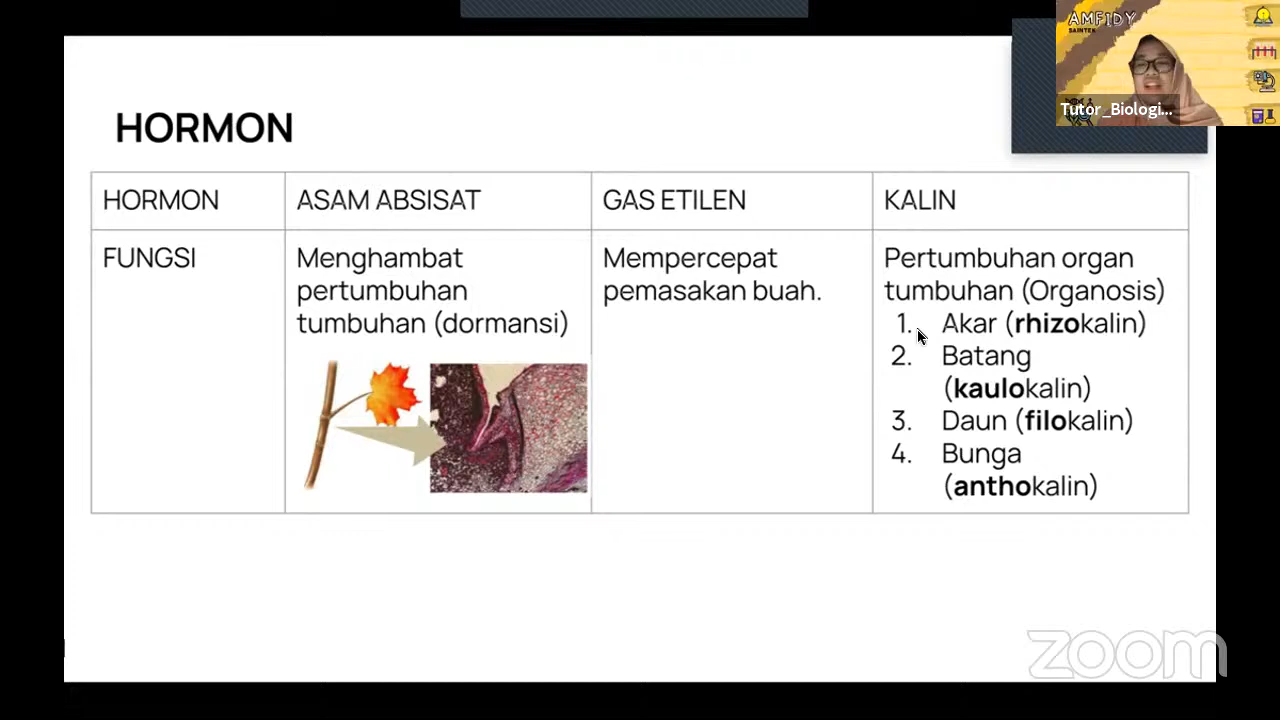 AMFIDY
SAINTEK
Tutor_Biologi...
HORMON
HORMON
ASAM ABSISAT
GAS ETILEN
KALIN
FUNGSI
Menghambat
pertumbuhan
tumbuhan (dormansi)
Mempercepat
pemasakan buah.
Pertumbuhan organ
tumbuhan (Organosis)
1. Akar (rhizokalin)
2. Batang
(kaulokalin)
3. Daun (filokalin)
4. Bunga
(anthokalin)
zoom